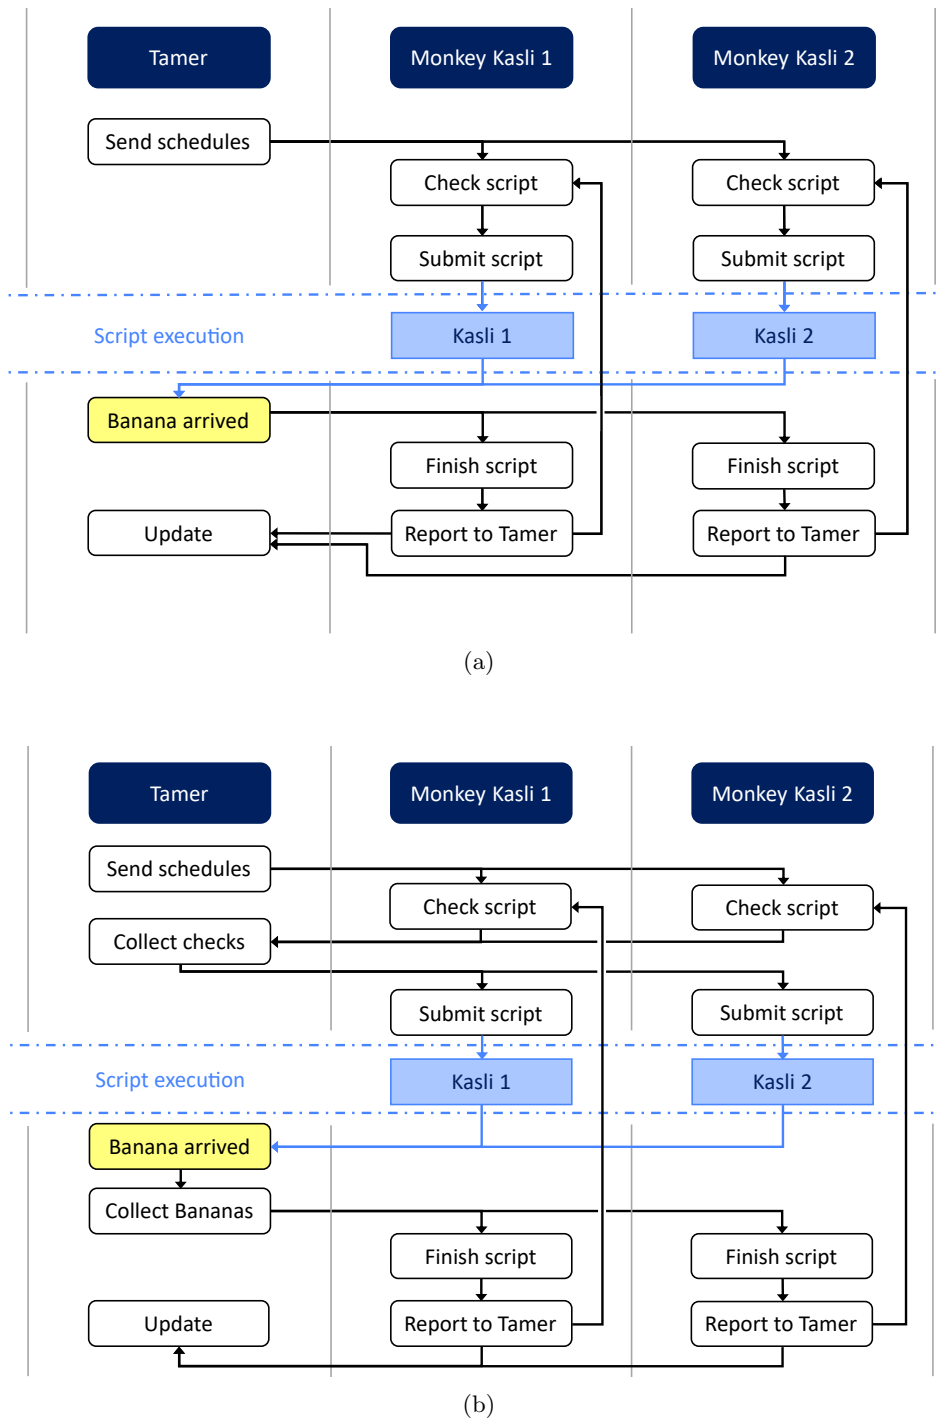 Tamer
Monkey Kasli 1
Monkey Kasli 2
Send schedules
Check script
Check script
Submit script
Submit script
Script execution
Kasli 1
Kasli 2
Banana arrived
Finish script
Finish script
Update
Report to Tamer
Report to Tamer
(a)
Tamer
Monkey Kasli 1
Monkey Kasli 2
Send schedules
Check script
Check script
Collect checks
Submit script
Submit script
Script execution
Kasli 1
Kasli 2
Banana arrived
Collect Bananas
Finish script
Finish script
Update
Report to Tamer
Report to Tamer
(b)